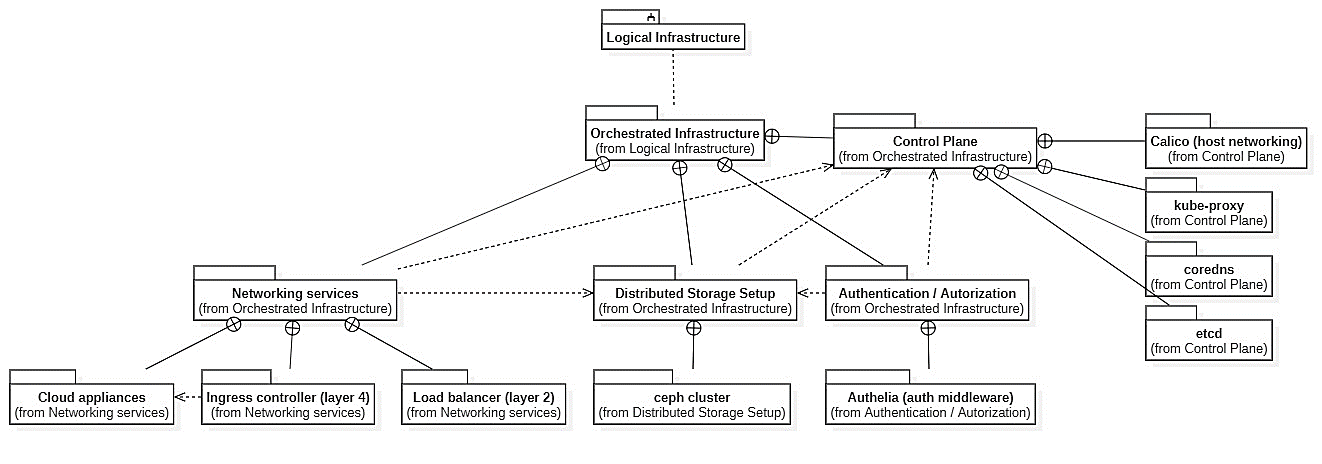 Logical Infrastructure
Orchestrated Infrastructure
(from Logical Infrastructure)
Control Plane
(from Orchestrated Infrastructure)
Calico (host networking)
(from Control Plane)
kube-proxy
(from Control Plane)
coredns
(from Control Plane)
etcd
(from Control Plane)
Networking services
(from Orchestrated Infrastructure)
Distributed Storage Setup
(from Orchestrated Infrastructure)
Authentication / Autorization
(from Orchestrated Infrastructure)
Cloud appliances
(from Networking services)
Ingress controller (layer 4)
(from Networking services)
Load balancer (layer 2)
(from Networking services)
ceph cluster
(from Distributed Storage Setup)
Authelia (auth middleware)
(from Authentication / Autorization)